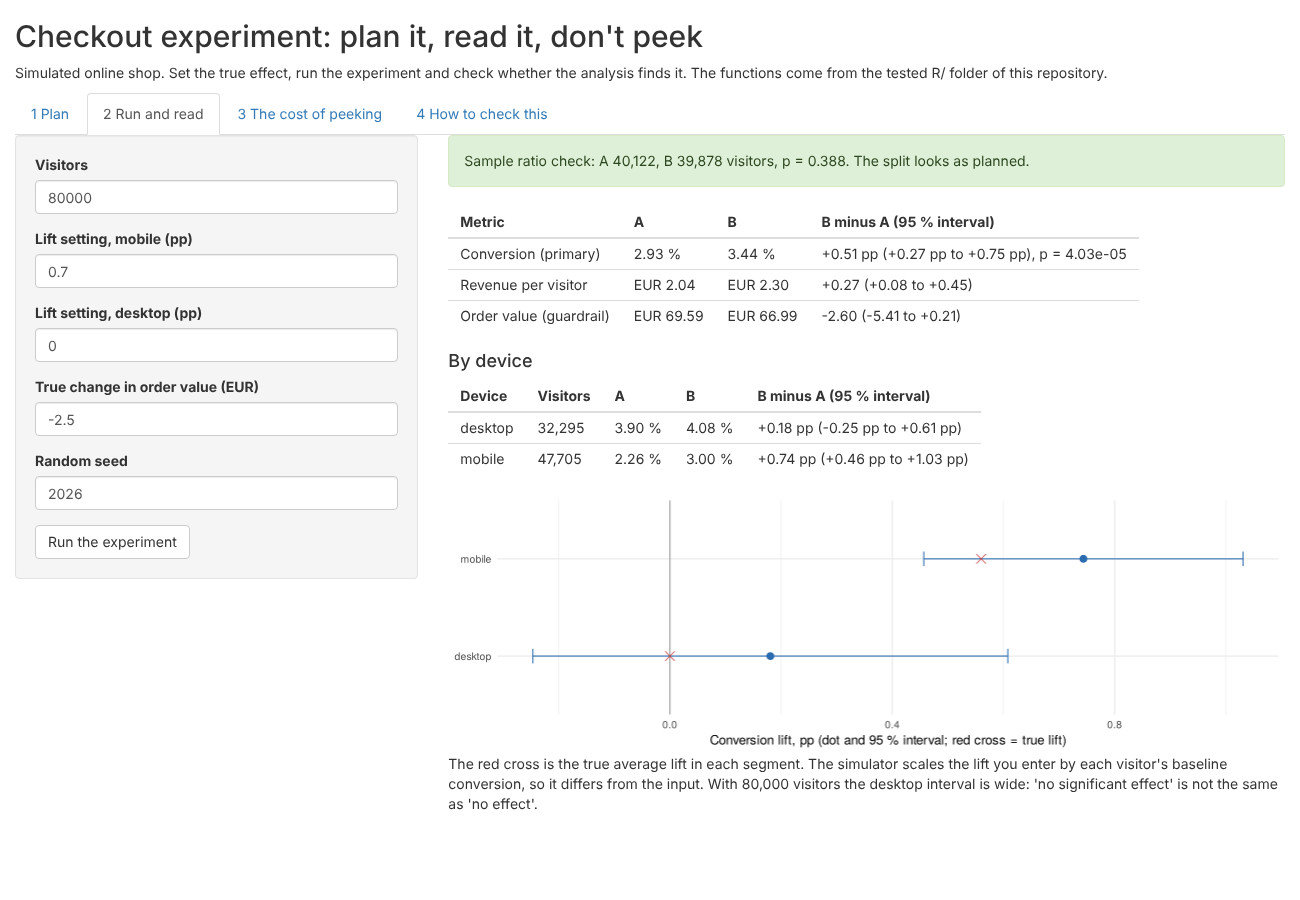 Checkout experiment: plan it, read it, don't peek
Simulated online shop. Set the true effect, run the experiment and check whether the analysis finds it. The functions come from the tested R/ folder of this repository.
1 Plan 2 Run and read 3 The cost of peeking 4 How to check this
Visitors
80000
Lift setting, mobile (pp)
0.7
Lift setting, desktop (pp)
0
True change in order value (EUR)
-2.5
Random seed
2026
Run the experiment
Sample ratio check: A 40,122, B 39,878 visitors, p = 0.388. The split looks as planned.
Metric A B B minus A (95 % interval)
Conversion (primary) 2.93 % 3.44 % +0.51 pp (+0.27 pp to +0.75 pp), p = 4.03e-05
Revenue per visitor EUR 2.04 EUR 2.30 +0.27 (+0.08 to +0.45)
Order value (guardrail) EUR 69.59 EUR 66.99 -2.60 (-5.41 to +0.21)
By device
Device Visitors A B B minus A (95 % interval)
desktop 32,295 3.90 % 4.08 % +0.18 pp (-0.25 pp to +0.61 pp)
mobile 47,705 2.26 % 3.00 % +0.74 pp (+0.46 pp to +1.03 pp)
mobile
desktop
0.0 0.4 0.8
Conversion lift, pp (dot and 95 % interval; red cross = true lift)
The red cross is the true average lift in each segment. The simulator scales the lift you enter by each visitor's baseline
conversion, so it differs from the input. With 80,000 visitors the desktop interval is wide: 'no significant effect' is not the same
as 'no effect'.